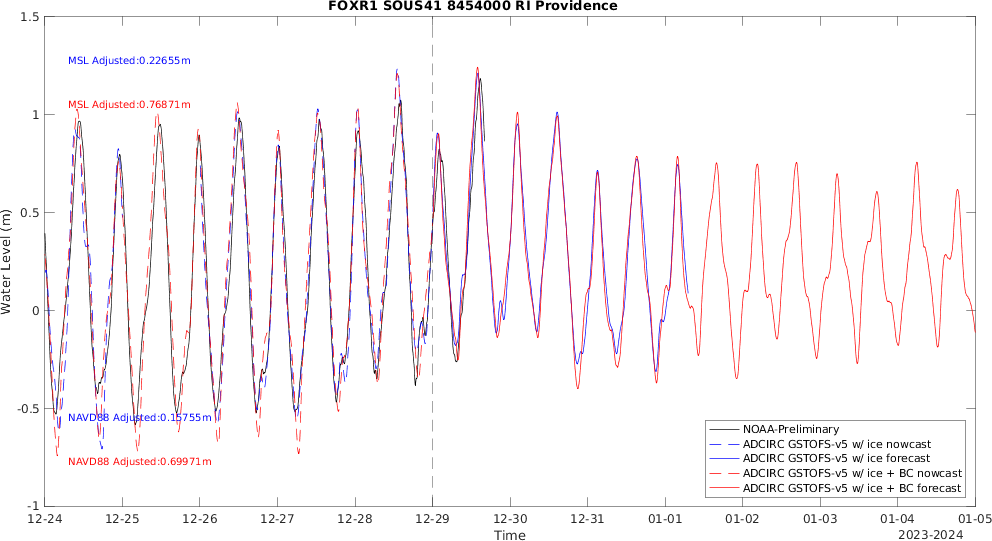 FOXR1 SOUS41 8454000 RI Providence
1.5
1
0.5
0
-0.5
-1
Water Level (m)
MSL Adjusted:0.22655m
MSL Adjusted:0.76871m
NAVD88 Adjusted:0.15755m
NAVD88 Adjusted:0.69971m
NOAA-Preliminary
ADCIRC GSTOFS-v5 w/ ice nowcast
ADCIRC GSTOFS-v5 w/ ice forecast
ADCIRC GSTOFS-v5 w/ ice + BC nowcast
ADCIRC GSTOFS-v5 w/ ice + BC forecast
12-24 12-25 12-26 12-27 12-28 12-29 12-30 12-31 01-01 01-02 01-03 01-04 01-05
Time
2023-2024